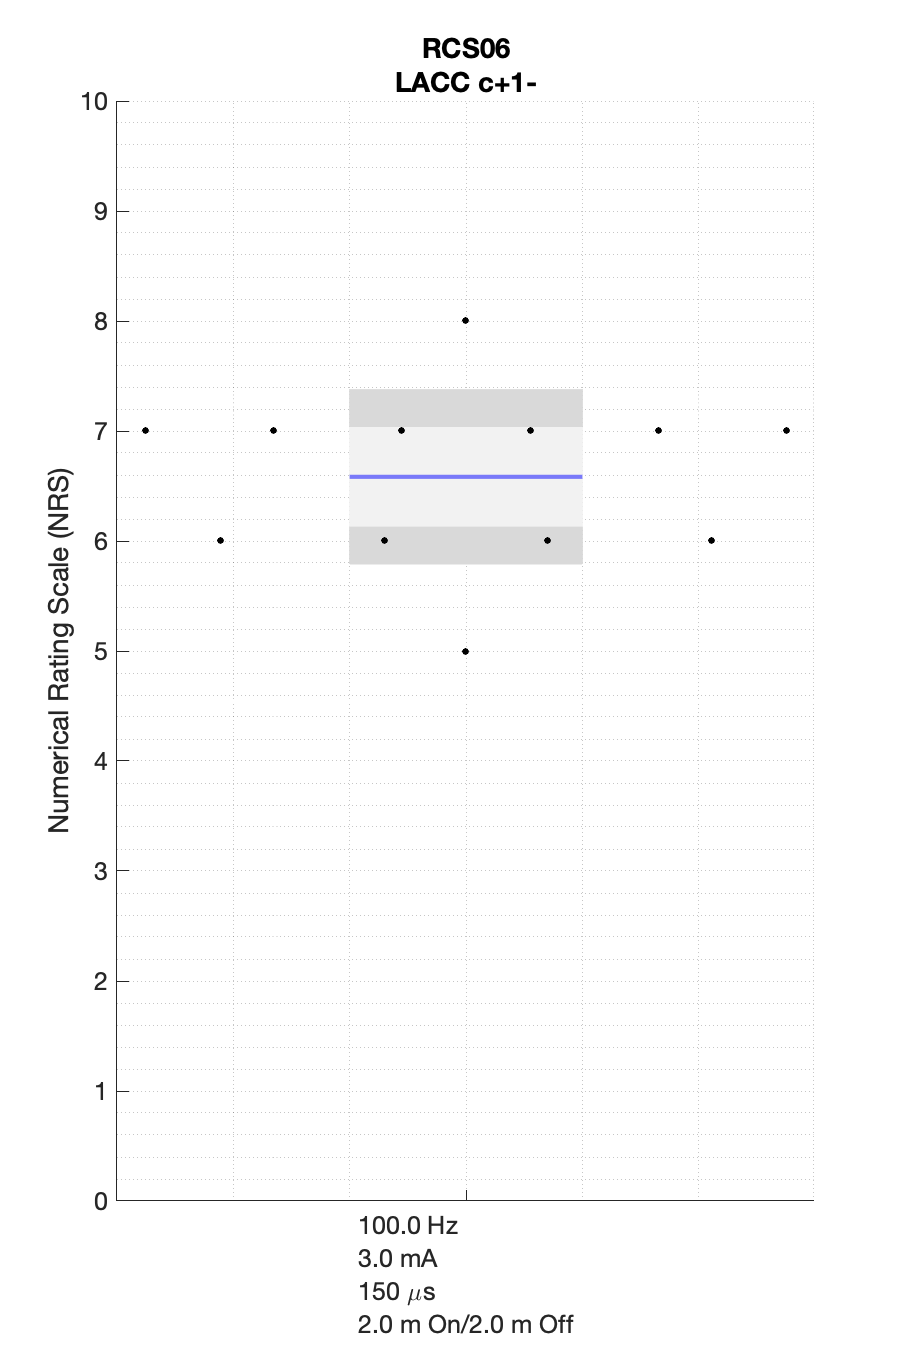 RCS06
LACC c+1-
10
9
8
7
6
5
4
3
2
1
0
Numerical Rating Scale (NRS)
100.0 Hz
3.0 mA
150 μs
2.0 m On/2.0 m Off